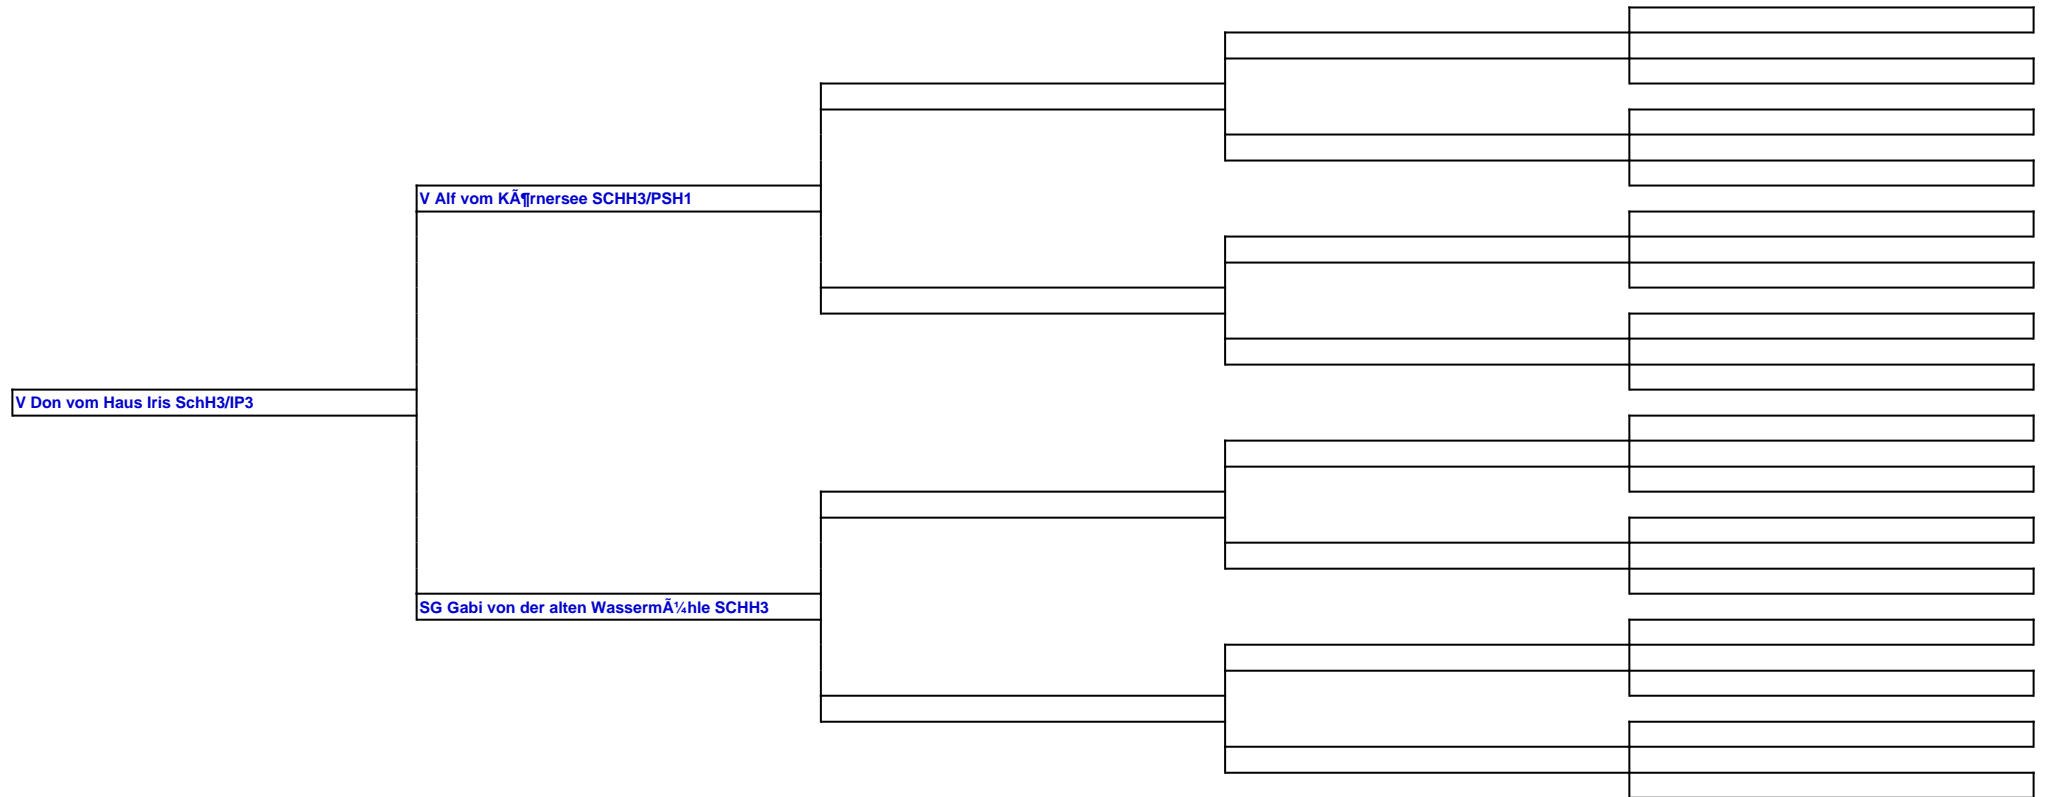 V Alf vom KÃ¶rnersee SCHH3/PSH1
V Don vom Haus Iris SchH3/IP3
SG Gabi von der alten WassermÃ¼hle SCHH3